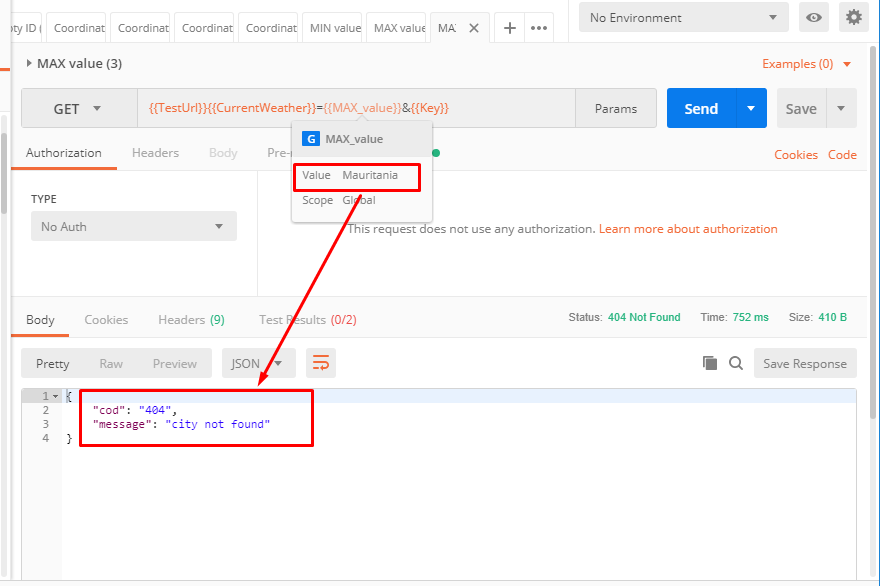 ty ID ( Coordinat Coordinat Coordinat Coordinat MIN value MAX value MA
No Environment
MAX value (3)
Examples (0)
GET {{TestUrl}}{{CurrentWeather}}={{MAX_value}}&{{Key}} Params Send Save
G MAX_value
Authorization Headers Body Pre-
Cookies Code
Value Mauritania
Scope Global
TYPE
No Auth
This request does not use any authorization. Learn more about authorization
Body Cookies Headers (9) Test Results (0/2) Status: 404 Not Found Time: 752 ms Size: 410 B
Pretty Raw Preview JSON Save Response
1 {
2 "cod": "404",
3 "message": "city not found"
4 }